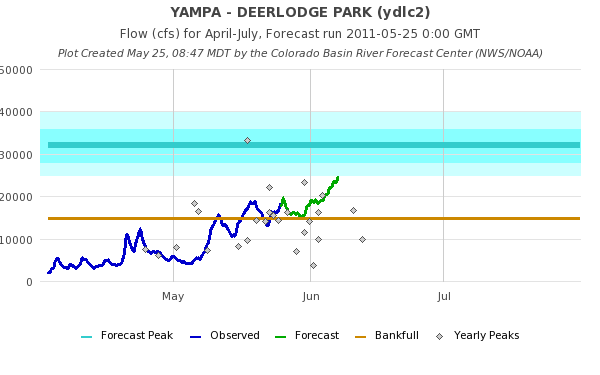 YAMPA - DEERLODGE PARK (ydlc2)
Flow (cfs) for April-July, Forecast run 2011-05-25 0:00 GMT
Plot Created May 25, 08:47 MDT by the Colorado Basin River Forecast Center (NWS/NOAA)
50000
40000
30000
20000
10000
0
May Jun Jul
Forecast Peak Observed Forecast Bankfull Yearly Peaks